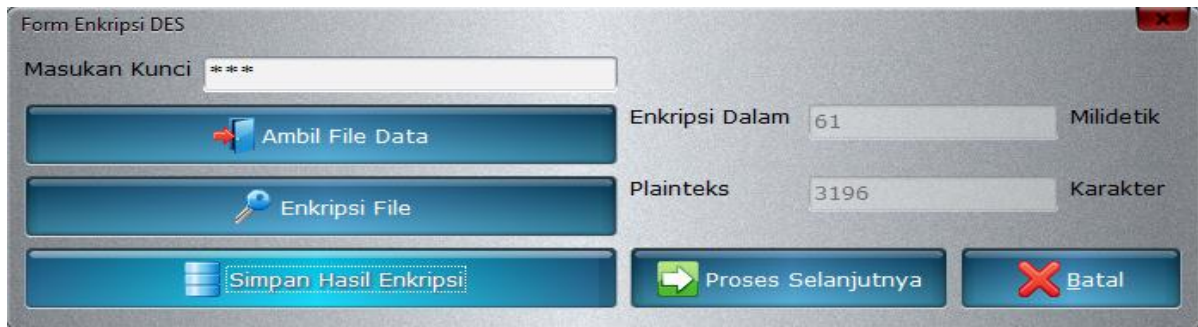 Form Enkripsi DES
Masukan Kunci ***
Ambil File Data
Enkripsi Dalam 61 Milidetik
Enkripsi File
Plainteks 3196 Karakter
Simpan Hasil Enkripsi
Proses Selanjutnya
Batal